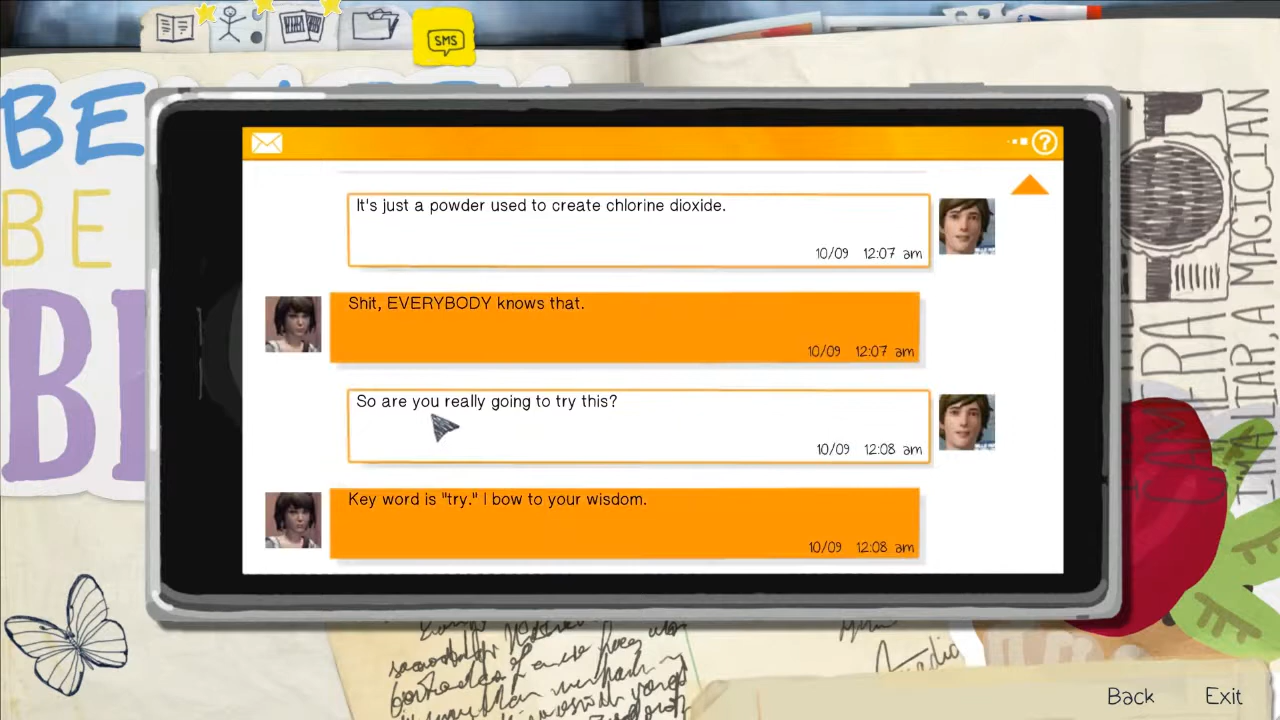 SMS
It's just a powder used to create chlorine dioxide.
10/09 12:07 am
Shit, EVERYBODY knows that.
10/09 12:07 am
So are you really going to try this?
10/09 12:08 am
Key word is "try." I bow to your wisdom.
10/09 12:08 am
BE
BE
CAMERA
LIAR, A MAGICIAN
Back
Exit